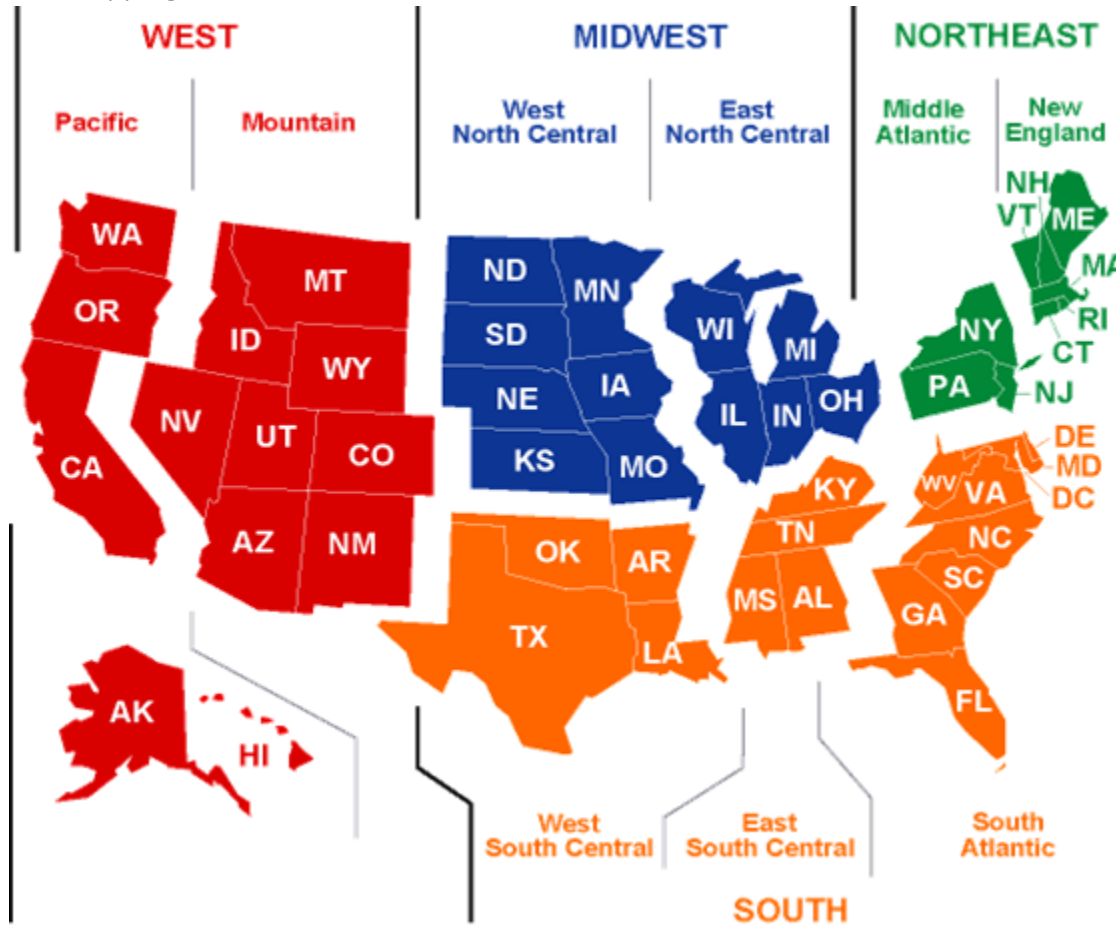 WEST
MIDWEST
NORTHEAST
Pacific
Mountain
West
North Central
East
North Central
Middle
Atlantic
New
England
WA
OR
CA
NV
ID
MT
WY
UT
CO
AZ
NM
AK
HI
ND
SD
NE
KS
MN
IA
MO
WI
MI
IL
IN
OH
NH
VT
ME
MA
RI
CT
NY
PA
NJ
DE
MD
DC
WV
VA
NC
SC
GA
FL
KY
TN
MS
AL
OK
AR
TX
LA
West
South Central
East
South Central
South
Atlantic
SOUTH